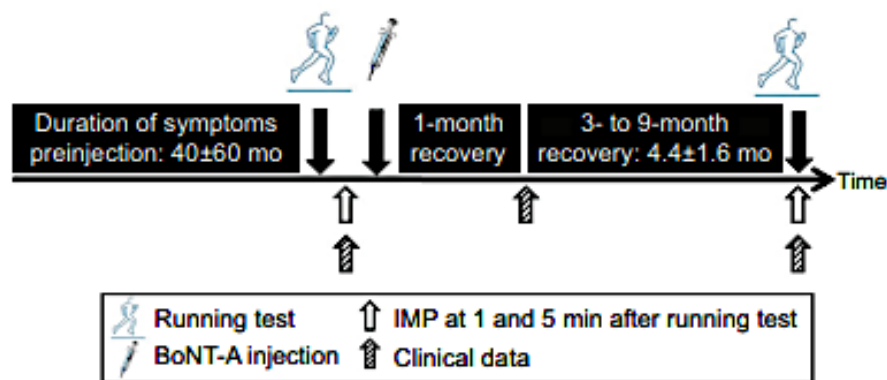 Duration of symptoms
preinjection: 40±60 mo
1-month
recovery
3- to 9-month
recovery: 4.4±1.6 mo
Time
Running test
IMP at 1 and 5 min after running test
BoNT-A injection
Clinical data